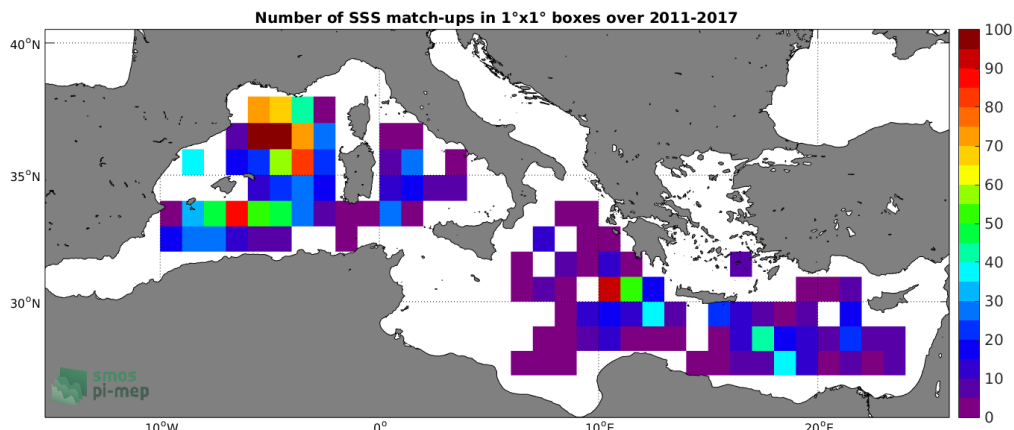 Number of SSS match-ups in 1°x1° boxes over 2011-2017
40°N
35°N
30°N
10°W
0°
10°E
20°E
100
90
80
70
60
50
40
30
20
10
0
smos
pi-mep